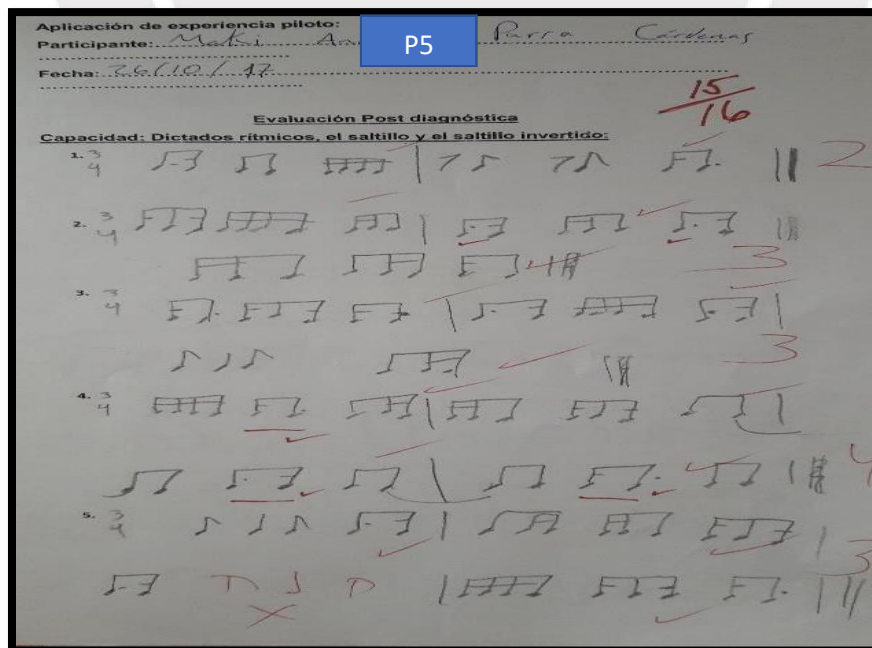 Aplicación de experiencia piloto:
Participante: Maki An P5 Parra Cárdenas
Fecha: 26/10/17
15/16
Evaluación Post diagnóstica
Capacidad: Dictados rítmicos, el saltillo y el saltillo invertido:
1. 3/4 2
2. 3/4
3
3. 3/4
3
4. 3/4
4
5. 3/4
3